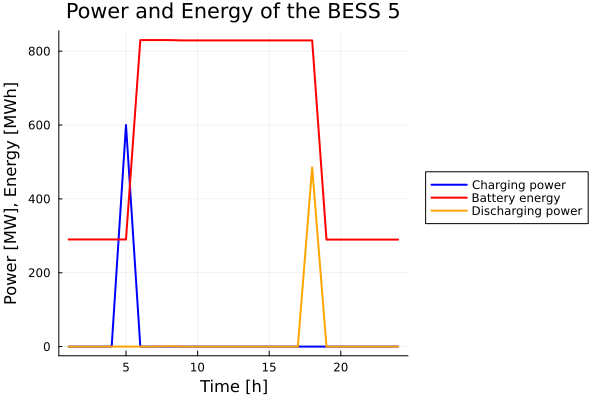 Power and Energy of the BESS 5
Power [MW], Energy [MWh]
800
600
400
200
0
5
10
15
20
Time [h]
Charging power
Battery energy
Discharging power